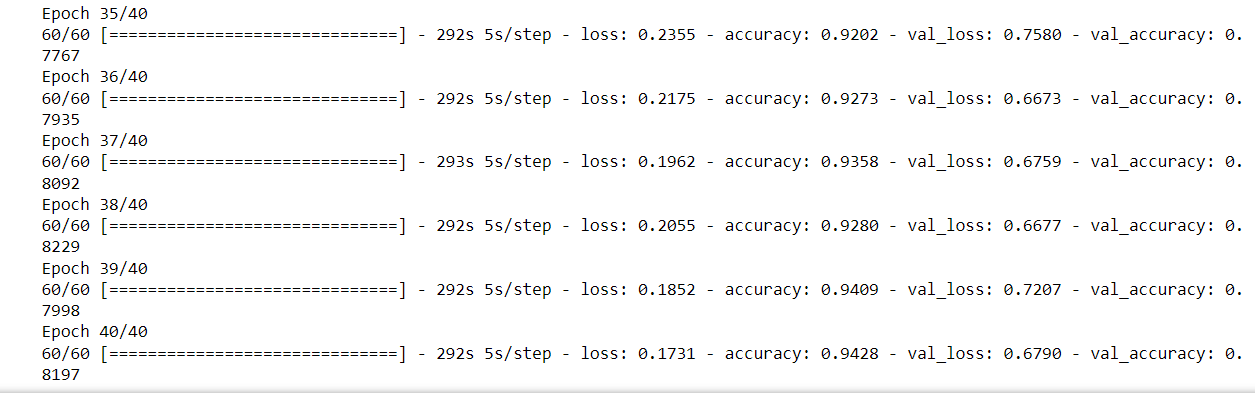 Epoch 35/40
60/60 [==============================] - 292s 5s/step - loss: 0.2355 - accuracy: 0.9202 - val_loss: 0.7580 - val_accuracy: 0.
7767
Epoch 36/40
60/60 [==============================] - 292s 5s/step - loss: 0.2175 - accuracy: 0.9273 - val_loss: 0.6673 - val_accuracy: 0.
7935
Epoch 37/40
60/60 [==============================] - 293s 5s/step - loss: 0.1962 - accuracy: 0.9358 - val_loss: 0.6759 - val_accuracy: 0.
8092
Epoch 38/40
60/60 [==============================] - 292s 5s/step - loss: 0.2055 - accuracy: 0.9280 - val_loss: 0.6677 - val_accuracy: 0.
8229
Epoch 39/40
60/60 [==============================] - 292s 5s/step - loss: 0.1852 - accuracy: 0.9409 - val_loss: 0.7207 - val_accuracy: 0.
7998
Epoch 40/40
60/60 [==============================] - 292s 5s/step - loss: 0.1731 - accuracy: 0.9428 - val_loss: 0.6790 - val_accuracy: 0.
8197